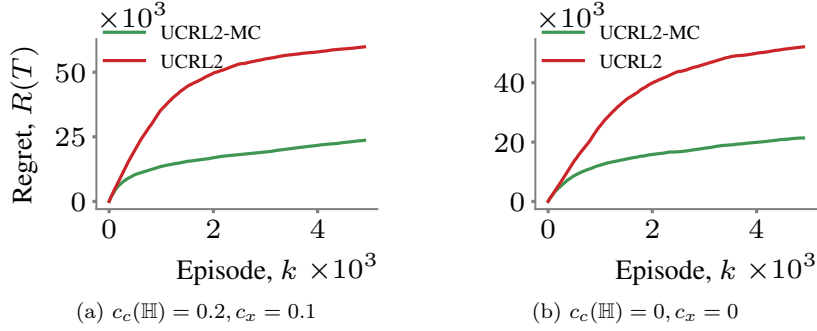 ×10³
UCRL2-MC
UCRL2
50
25
0
Regret, R(T)
0 2 4
Episode, k ×10³
(a) c_c(ℍ) = 0.2, c_x = 0.1
×10³
UCRL2-MC
UCRL2
40
20
0
0 2 4
Episode, k ×10³
(b) c_c(ℍ) = 0, c_x = 0